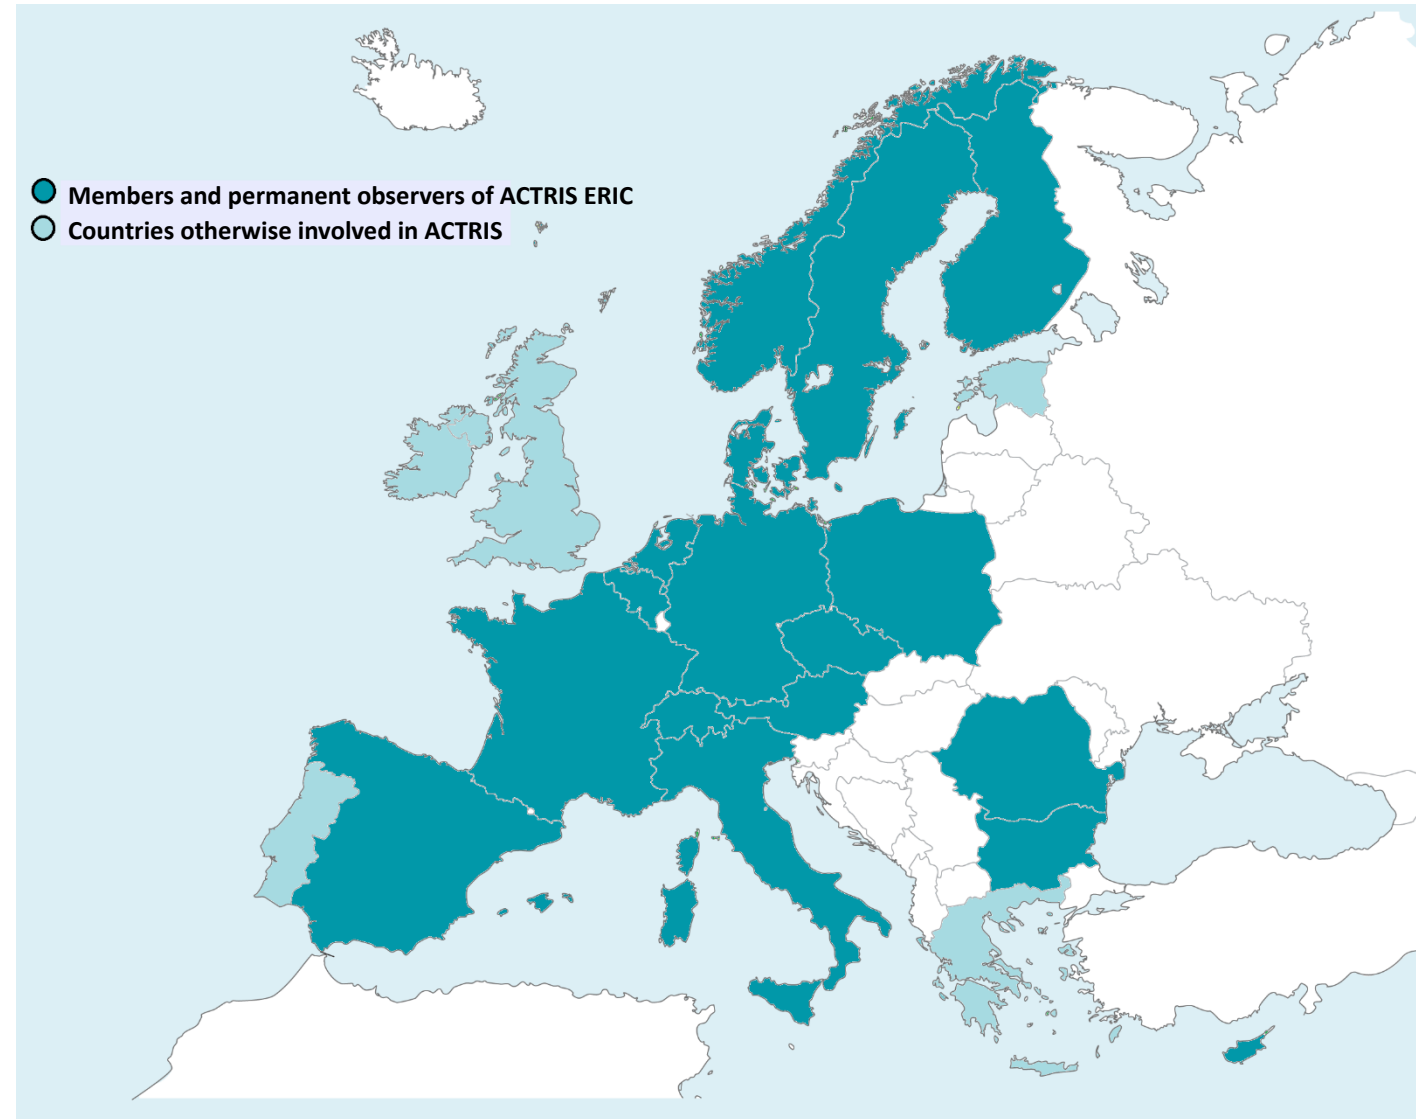 Members and permanent observers of ACTRIS ERIC
Countries otherwise involved in ACTRIS